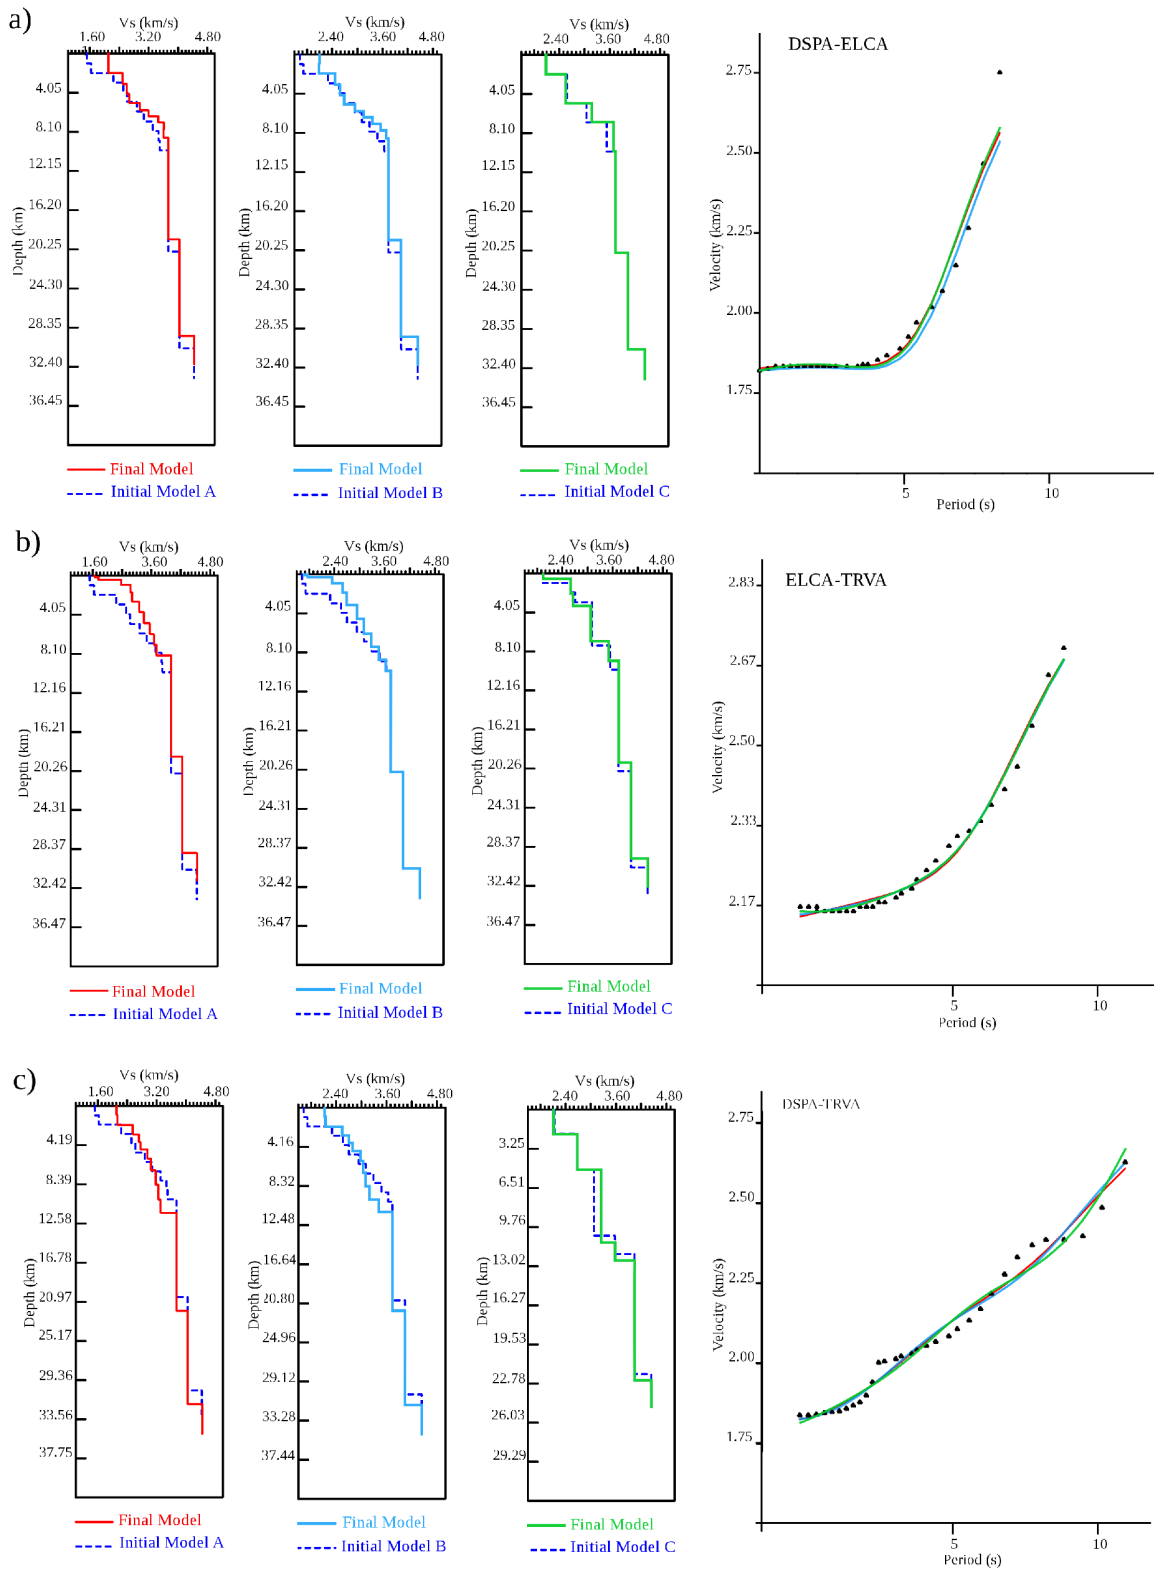 a)
Vs (km/s)
1.60 3.20 4.80
4.05
8.10
12.15
16.20
20.25
24.30
28.35
32.40
36.45
Depth (km)
Final Model
Initial Model A
Vs (km/s)
2.40 3.60 4.80
4.05
8.10
12.15
16.20
20.25
24.30
28.35
32.40
36.45
Depth (km)
Final Model
Initial Model B
Vs (km/s)
2.40 3.60 4.80
4.05
8.10
12.15
16.20
20.25
24.30
28.35
32.40
36.45
Depth (km)
Final Model
Initial Model C
DSPA-ELCA
2.75
2.50
2.25
2.00
1.75
Velocity (km/s)
5 10
Period (s)
b)
Vs (km/s)
1.60 3.60 4.80
4.05
8.10
12.16
16.21
20.26
24.31
28.37
32.42
36.47
Depth (km)
Final Model
Initial Model A
Vs (km/s)
2.40 3.60 4.80
4.05
8.10
12.16
16.21
20.26
24.31
28.37
32.42
36.47
Depth (km)
Final Model
Initial Model B
Vs (km/s)
2.40 3.60 4.80
4.05
8.10
12.16
16.21
20.26
24.31
28.37
32.42
36.47
Depth (km)
Final Model
Initial Model C
ELCA-TRVA
2.83
2.67
2.50
2.33
2.17
Velocity (km/s)
5 10
Period (s)
c)
Vs (km/s)
1.60 3.20 4.80
4.19
8.39
12.58
16.78
20.97
25.17
29.36
33.56
37.75
Depth (km)
Final Model
Initial Model A
Vs (km/s)
2.40 3.60 4.80
4.16
8.32
12.48
16.64
20.80
24.96
29.12
33.28
37.44
Depth (km)
Final Model
Initial Model B
Vs (km/s)
2.40 3.60 4.80
3.25
6.51
9.76
13.02
16.27
19.53
22.78
26.03
29.29
Depth (km)
Final Model
Initial Model C
DSPA-TRVA
2.75
2.50
2.25
2.00
1.75
Velocity (km/s)
5 10
Period (s)